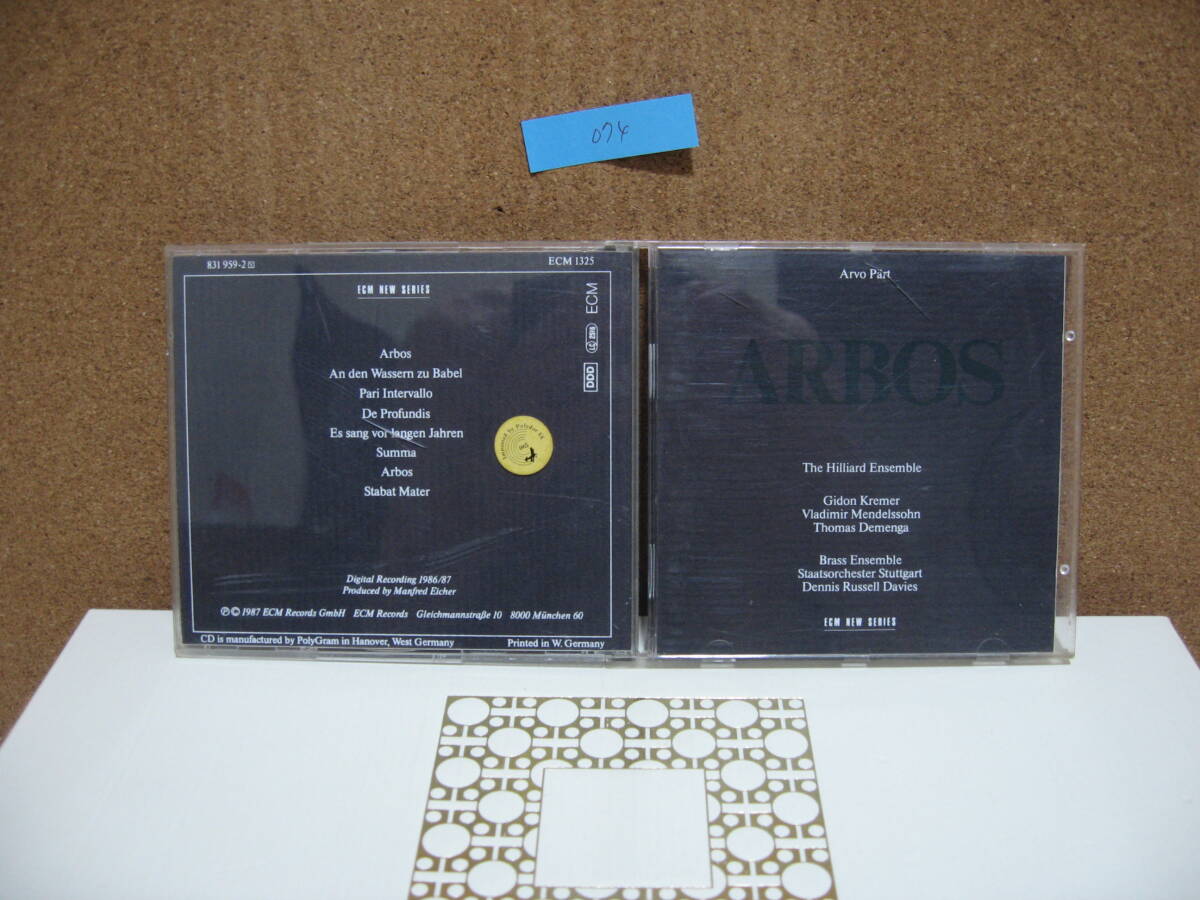 074
831 959-2
ECM 1325
ECM NEW SERIES
ECM
LC 2516
DDD
Arbos
An den Wassern zu Babel
Pari Intervallo
De Profundis
Es sang vor langen Jahren
Summa
Arbos
Stabat Mater
Digital Recording 1986/87
Produced by Manfred Eicher
℗ © 1987 ECM Records GmbH ECM Records Gleichmannstraße 10 8000 München 60
CD is manufactured by PolyGram in Hanover, West Germany
Printed in W. Germany
Arvo Pärt
ARBOS
The Hilliard Ensemble
Gidon Kremer
Vladimir Mendelssohn
Thomas Demenga
Brass Ensemble
Staatsorchester Stuttgart
Dennis Russell Davies
ECM NEW SERIES